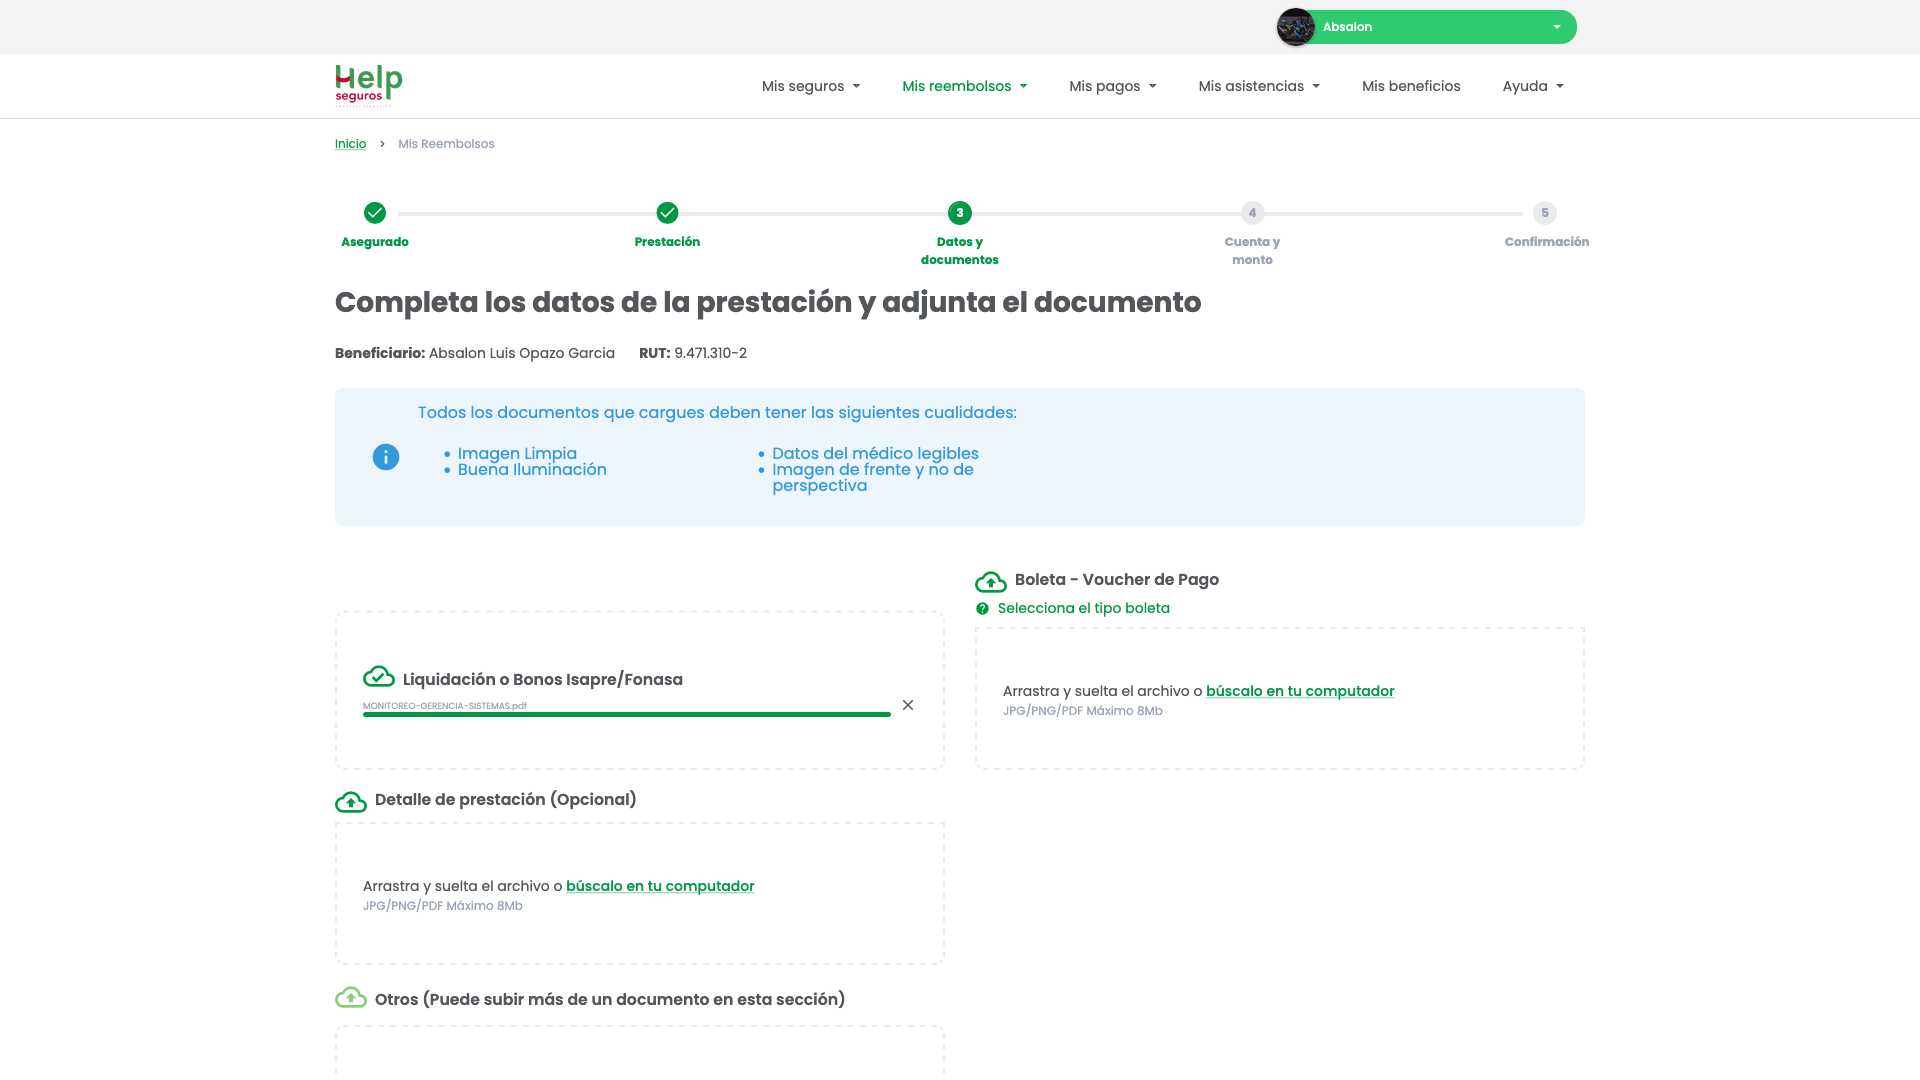 Absalon
Help
seguros
Mis seguros
Mis reembolsos
Mis pagos
Mis asistencias
Mis beneficios
Ayuda
Inicio > Mis Reembolsos
3
4
5
Asegurado
Prestación
Datos y
documentos
Cuenta y
monto
Confirmación
Completa los datos de la prestación y adjunta el documento
Beneficiario: Absalon Luis Opazo Garcia RUT: 9.471.310-2
Todos los documentos que cargues deben tener las siguientes cualidades:
• Imagen Limpia
• Buena Iluminación
• Datos del médico legibles
• Imagen de frente y no de
perspectiva
Liquidación o Bonos Isapre/Fonasa
MONITOREO-GERENCIA-SISTEMAS.pdf
Boleta - Voucher de Pago
Selecciona el tipo boleta
Arrastra y suelta el archivo o búscalo en tu computador
JPG/PNG/PDF Máximo 8Mb
Detalle de prestación (Opcional)
Arrastra y suelta el archivo o búscalo en tu computador
JPG/PNG/PDF Máximo 8Mb
Otros (Puede subir más de un documento en esta sección)